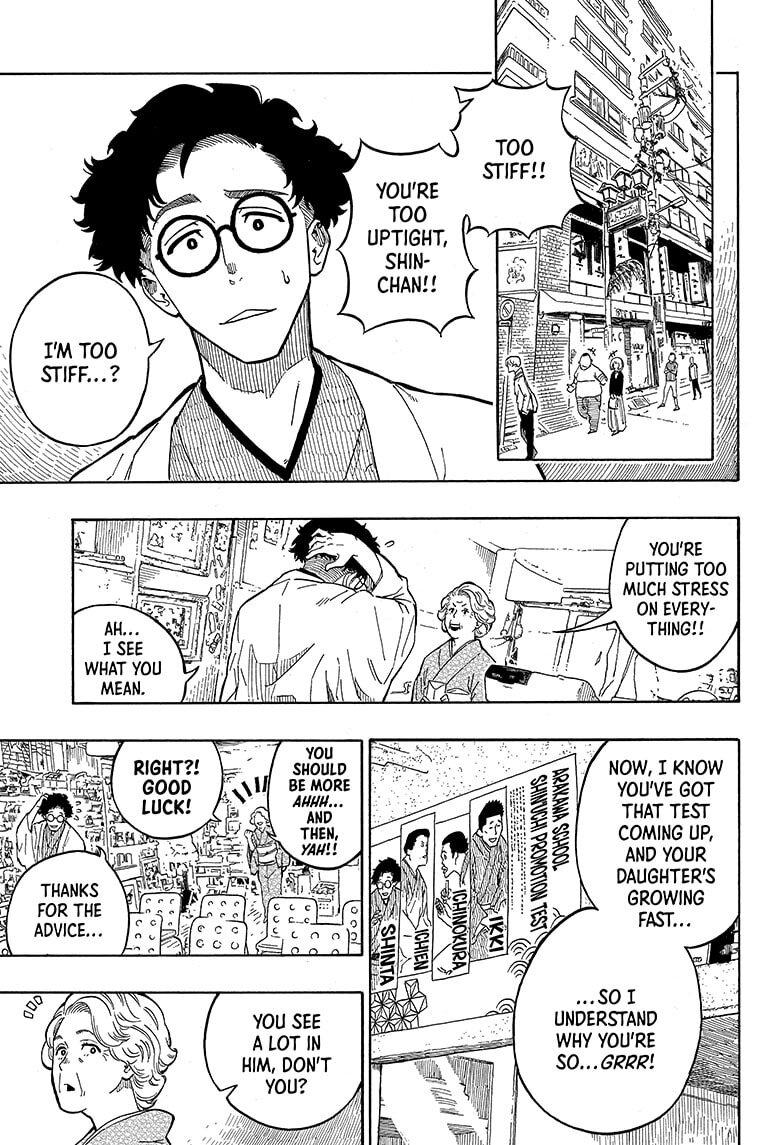 TOO
STIFF!!
YOU'RE
TOO
UPTIGHT,
SHIN-
CHAN!!
I'M TOO
STIFF...?
YOU'RE
PUTTING TOO
MUCH STRESS
ON EVERY-
THING!!
AH...
I SEE
WHAT YOU
MEAN.
NOW, I KNOW
YOU'VE GOT
THAT TEST
COMING UP,
AND YOUR
DAUGHTER'S
GROWING
FAST...
ARAKAWA SCHOOL
SHIN'UCHI PROMOTION TEST
IKKI
CHINOKURA
ICHIEN
SHINTA
...SO I
UNDERSTAND
WHY YOU'RE
SO...GRRR!
YOU
SHOULD
BE MORE
AHHH...
AND
THEN,
YAH!!
RIGHT?!
GOOD
LUCK!
THANKS
FOR THE
ADVICE...
YOU SEE
A LOT IN
HIM, DON'T
YOU?